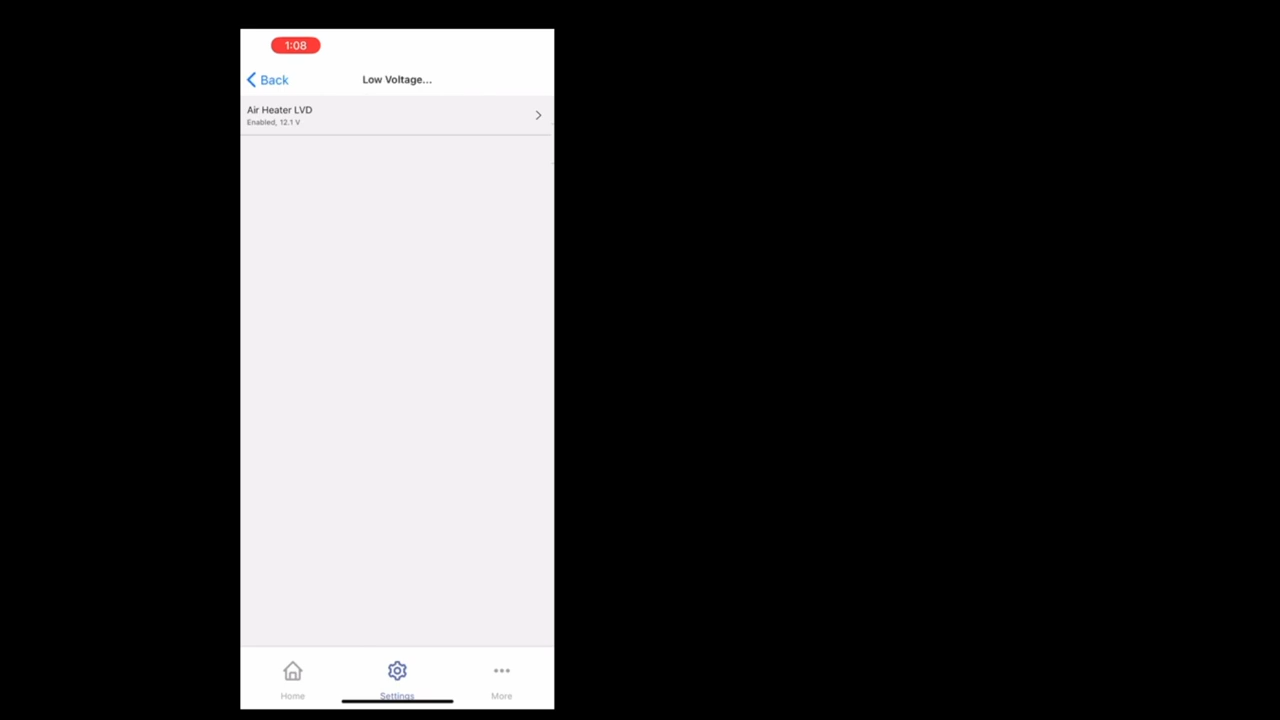 1:08
Back
Low Voltage...
Air Heater LVD
Enabled, 12.1 V
Home
Settings
More